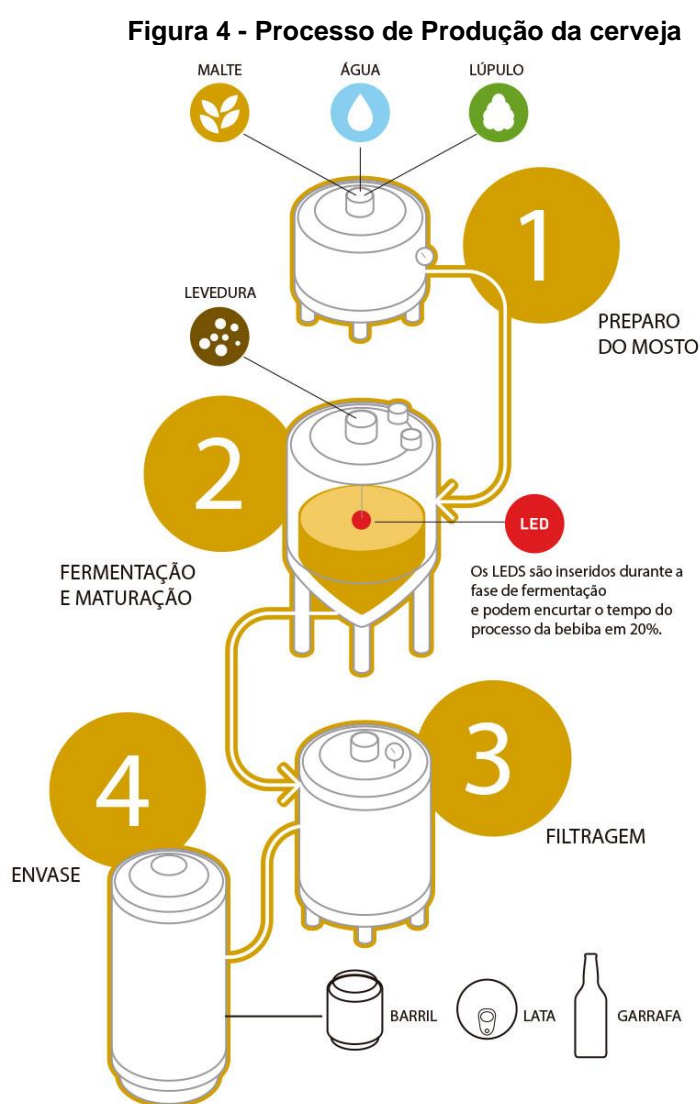 Figura 4 - Processo de Produção da cerveja
MALTE
ÁGUA
LÚPULO
1
PREPARO
DO MOSTO
LEVEDURA
2
FERMENTAÇÃO
E MATURAÇÃO
LED
Os LEDS são inseridos durante a
fase de fermentação
e podem encurtar o tempo do
processo da bebiba em 20%.
3
FILTRAGEM
4
ENVASE
BARRIL
LATA
GARRAFA